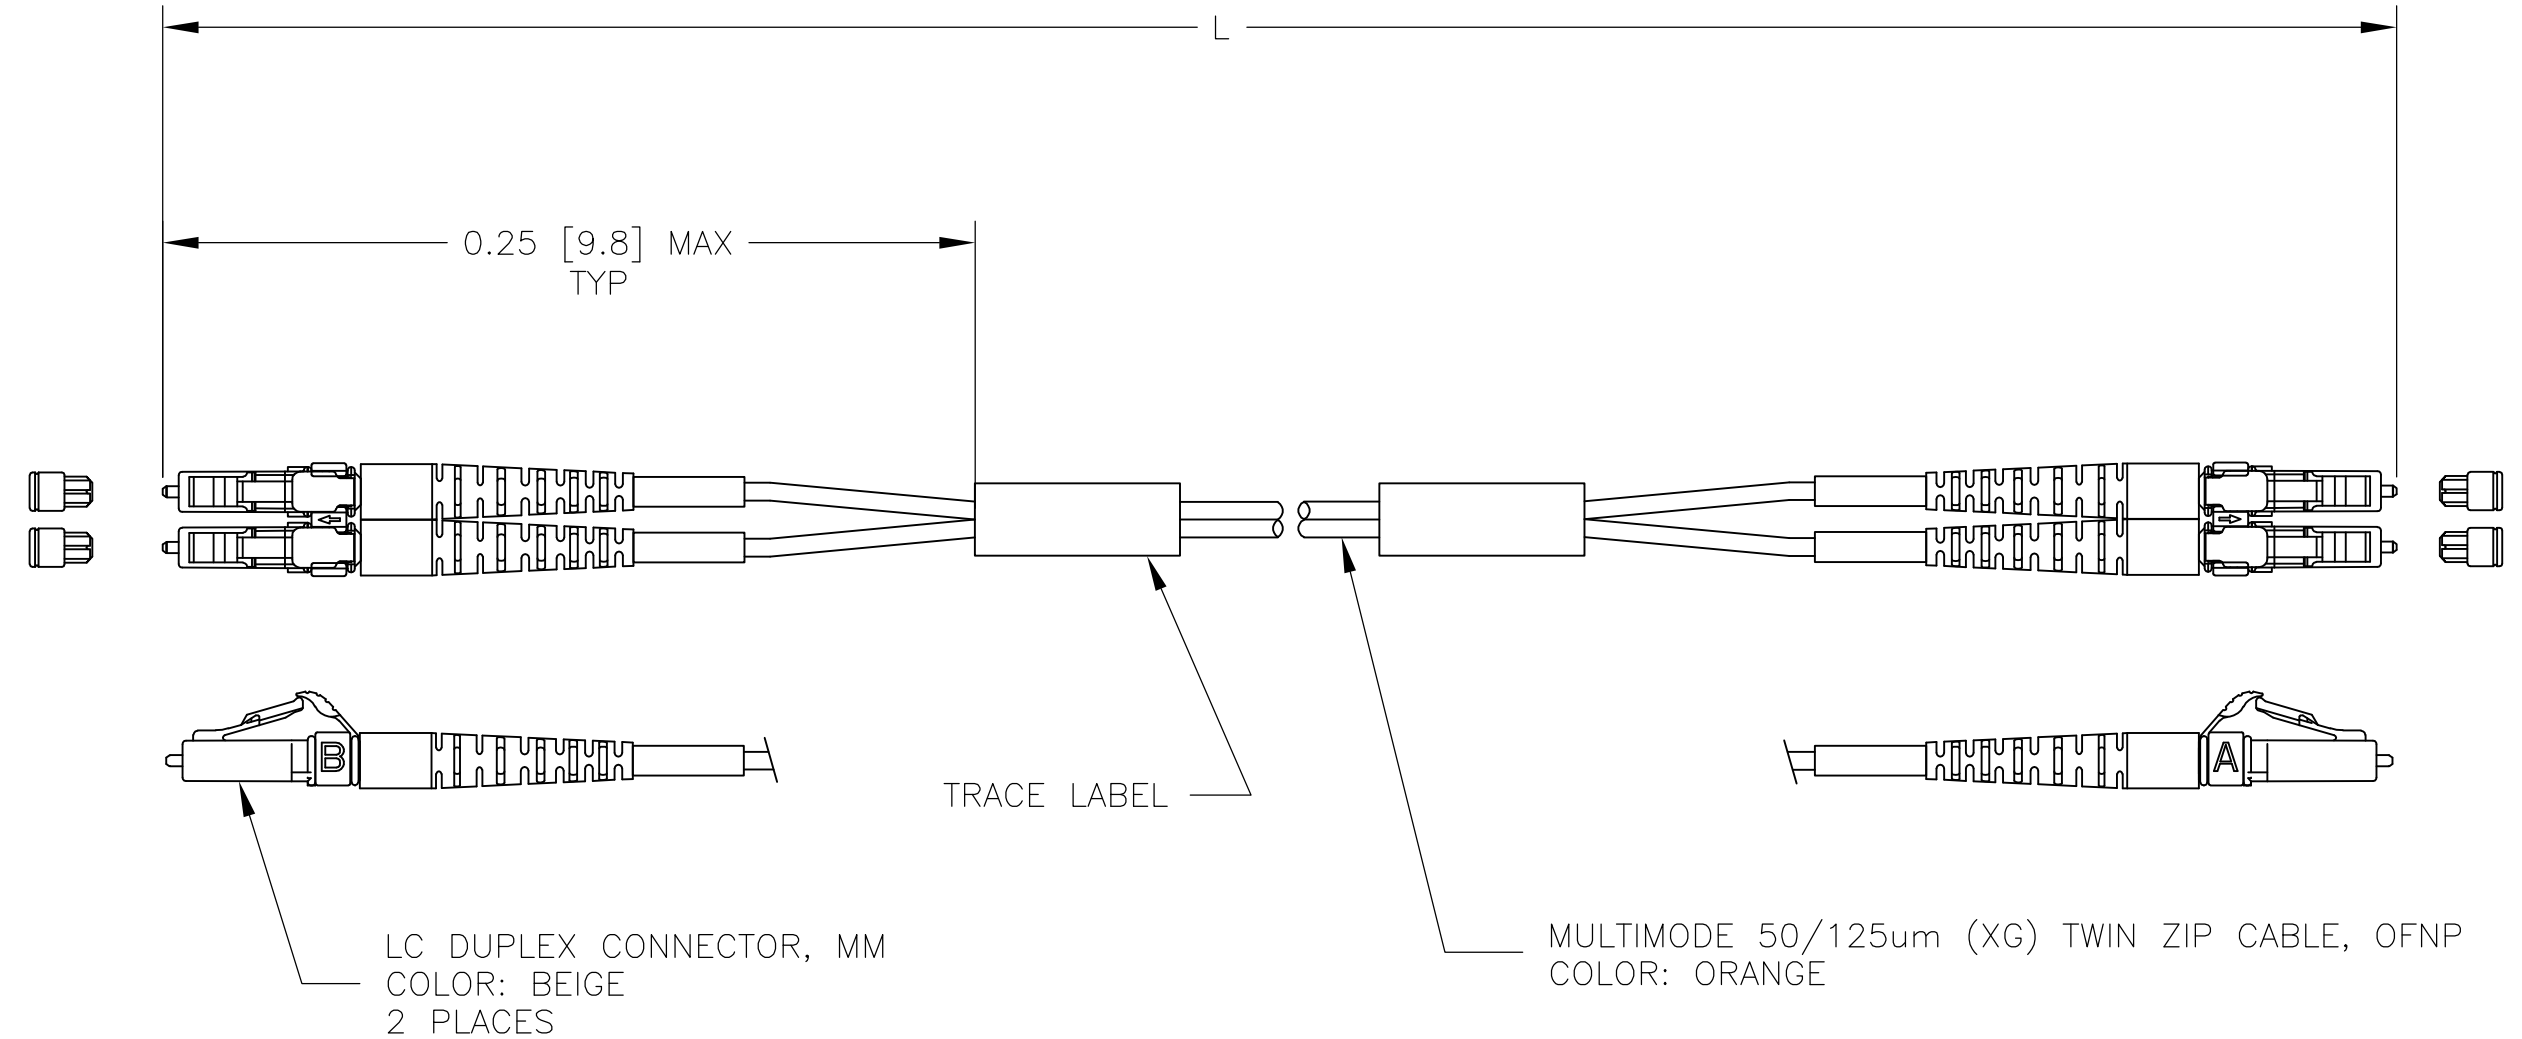 L
0.25 [9.8] MAX
TYP
B
A
TRACE LABEL
LC DUPLEX CONNECTOR, MM
COLOR: BEIGE
2 PLACES
MULTIMODE 50/125um (XG) TWIN ZIP CABLE, OFNP
COLOR: ORANGE